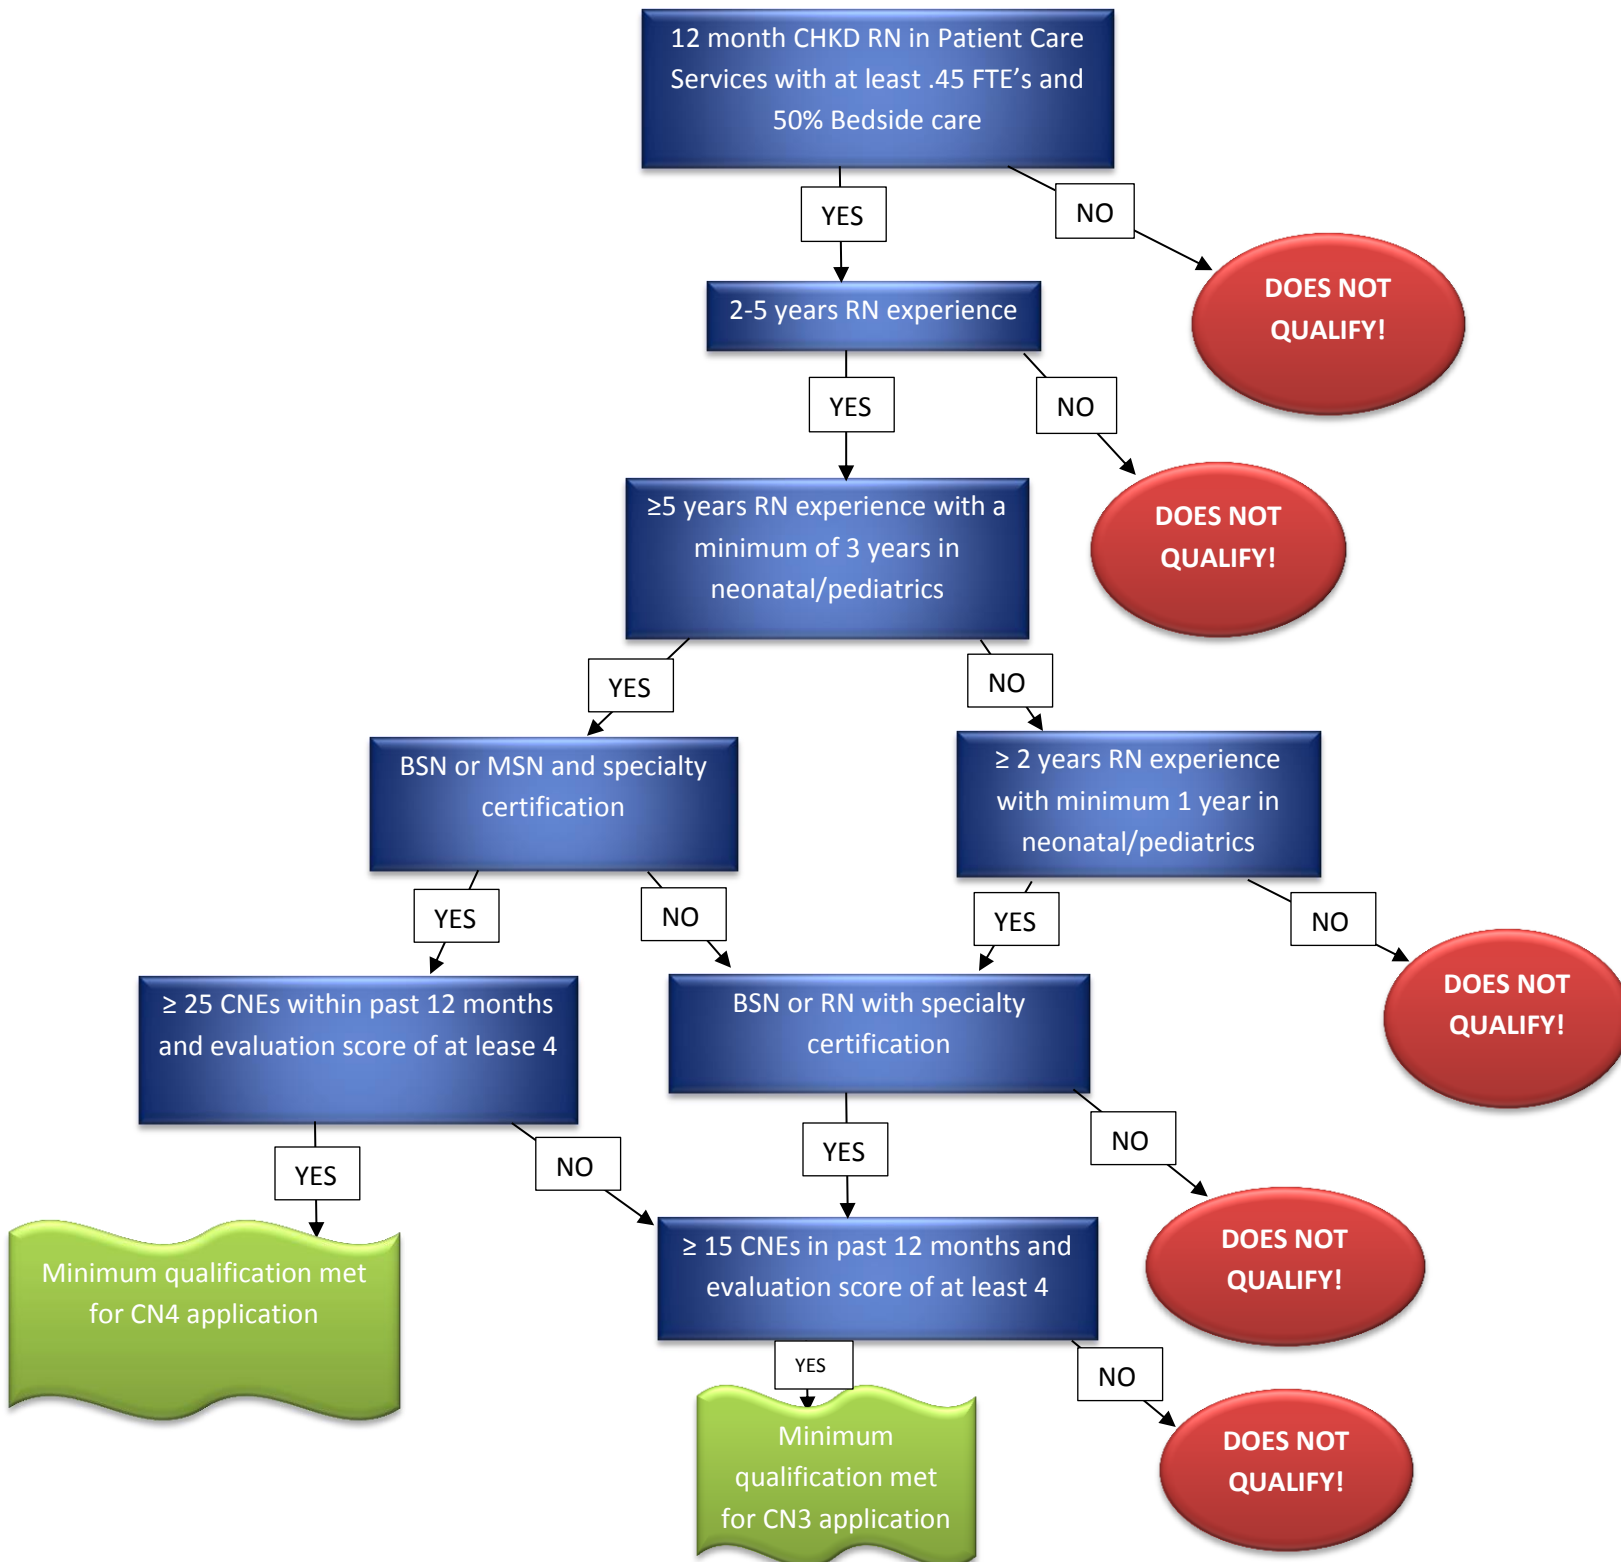 12 month CHKD RN in Patient Care
Services with at least .45 FTE's and
50% Bedside care
YES
NO
DOES NOT
QUALIFY!
2-5 years RN experience
YES
NO
DOES NOT
QUALIFY!
≥5 years RN experience with a
minimum of 3 years in
neonatal/pediatrics
YES
NO
BSN or MSN and specialty
certification
≥ 2 years RN experience
with minimum 1 year in
neonatal/pediatrics
YES
NO
YES
NO
DOES NOT
QUALIFY!
≥ 25 CNEs within past 12 months
and evaluation score of at lease 4
BSN or RN with specialty
certification
YES
NO
YES
NO
DOES NOT
QUALIFY!
Minimum qualification met
for CN4 application
≥ 15 CNEs in past 12 months and
evaluation score of at least 4
YES
NO
DOES NOT
QUALIFY!
Minimum
qualification met
for CN3 application